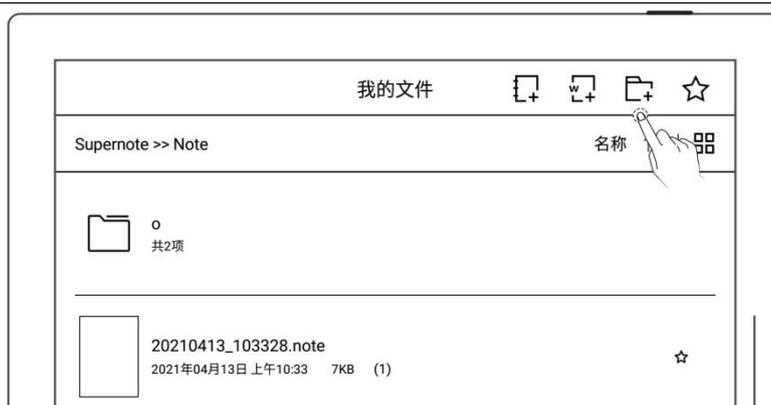 我的文件
W
Supernote >> Note
名称
o
共2项
20210413_103328.note
2021年04月13日 上午10:33 7KB (1)